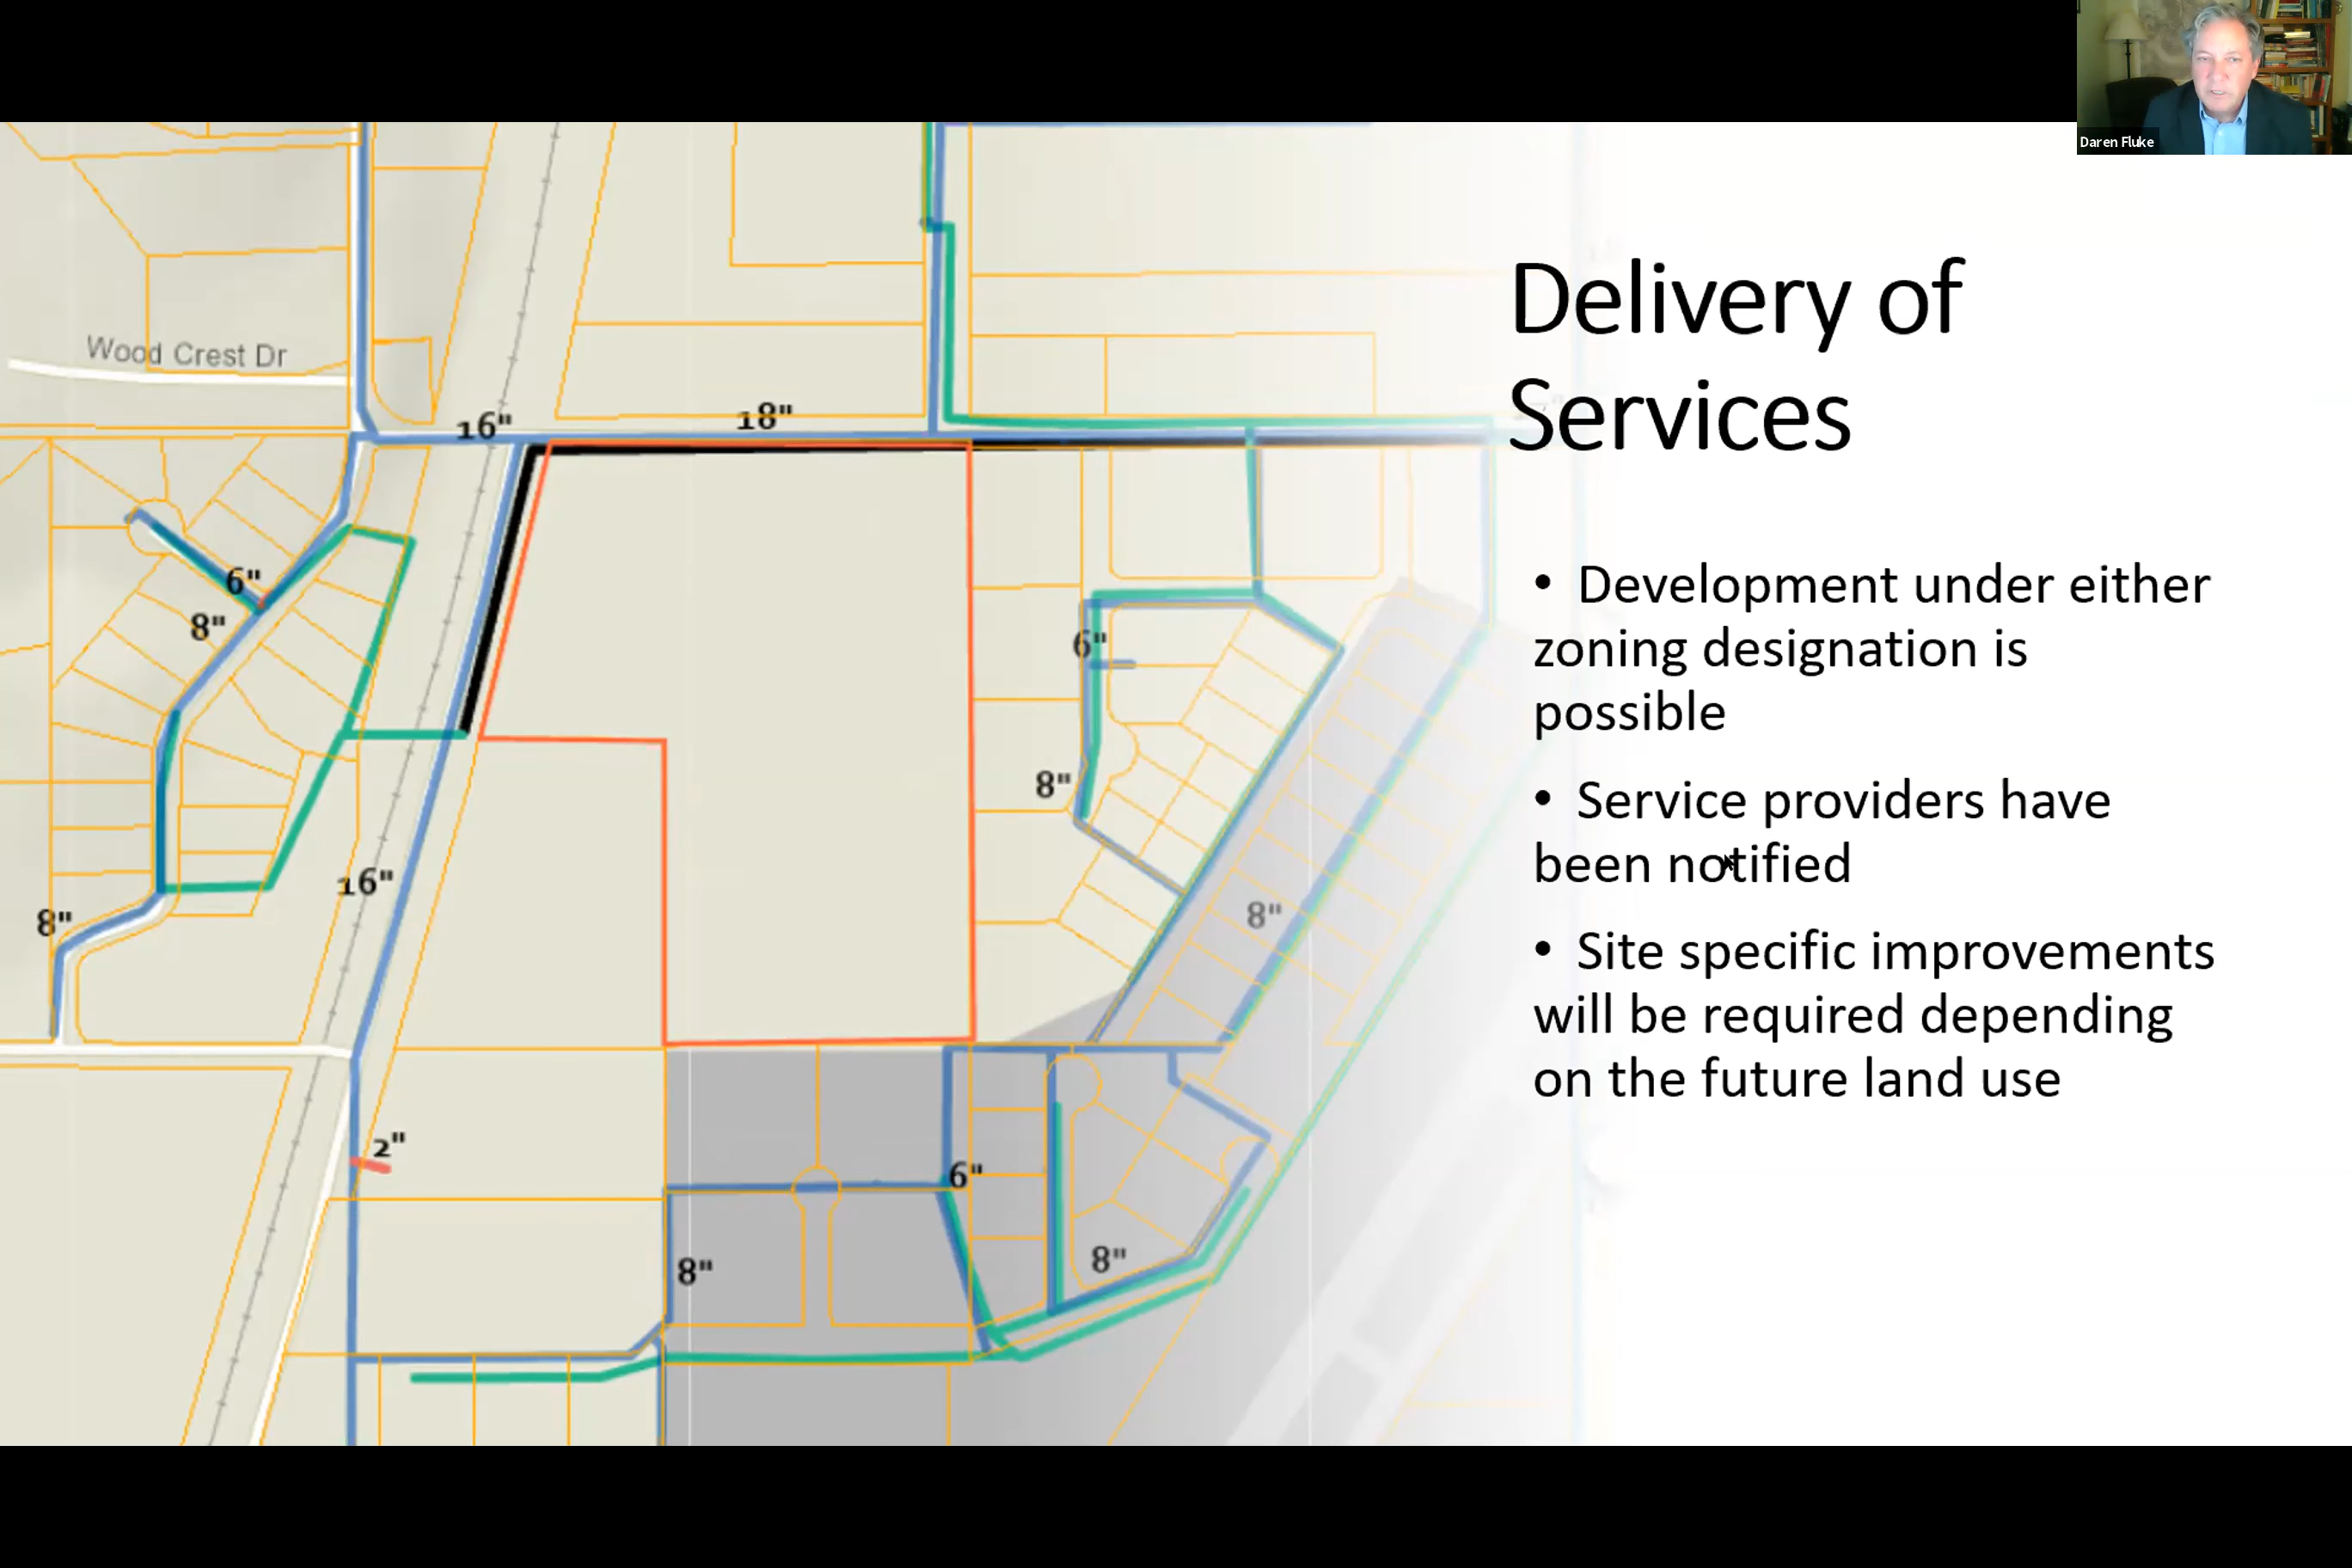 Daren Fluke
Delivery of
Services
• Development under either
zoning designation is
possible
• Service providers have
been notified
• Site specific improvements
will be required depending
on the future land use
Wood Crest Dr
16"
18"
6"
8"
6"
8"
16"
8"
8"
2"
6"
8"
8"